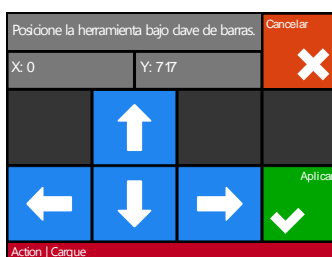 Posicione la herramienta bajo clave de barras.
Cancelar
X: 0
Y: 717
Aplicar
Action | Cargue